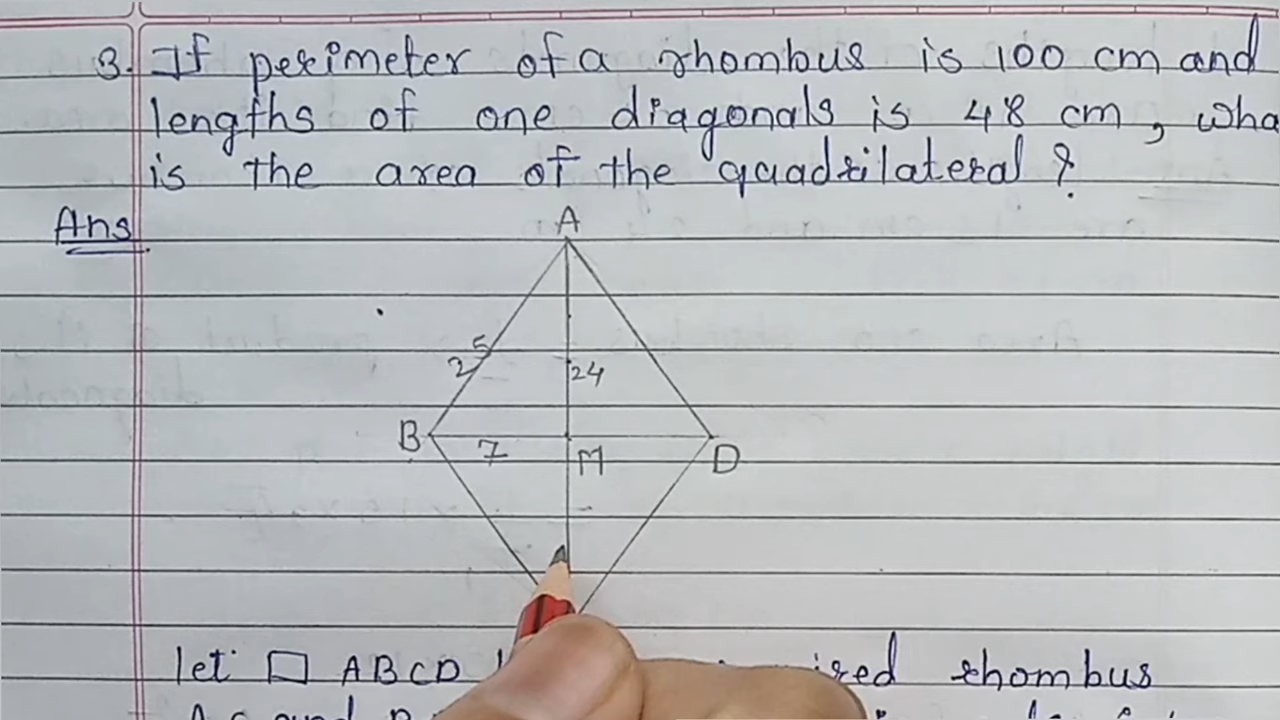 3. If perimeter of a rhombus is 100 cm and
lengths of one diagonals is 48 cm, wha
is the area of the quadrilateral ?
Ans
A
25
24
B
7
M
D
let □ ABCD
rhombus